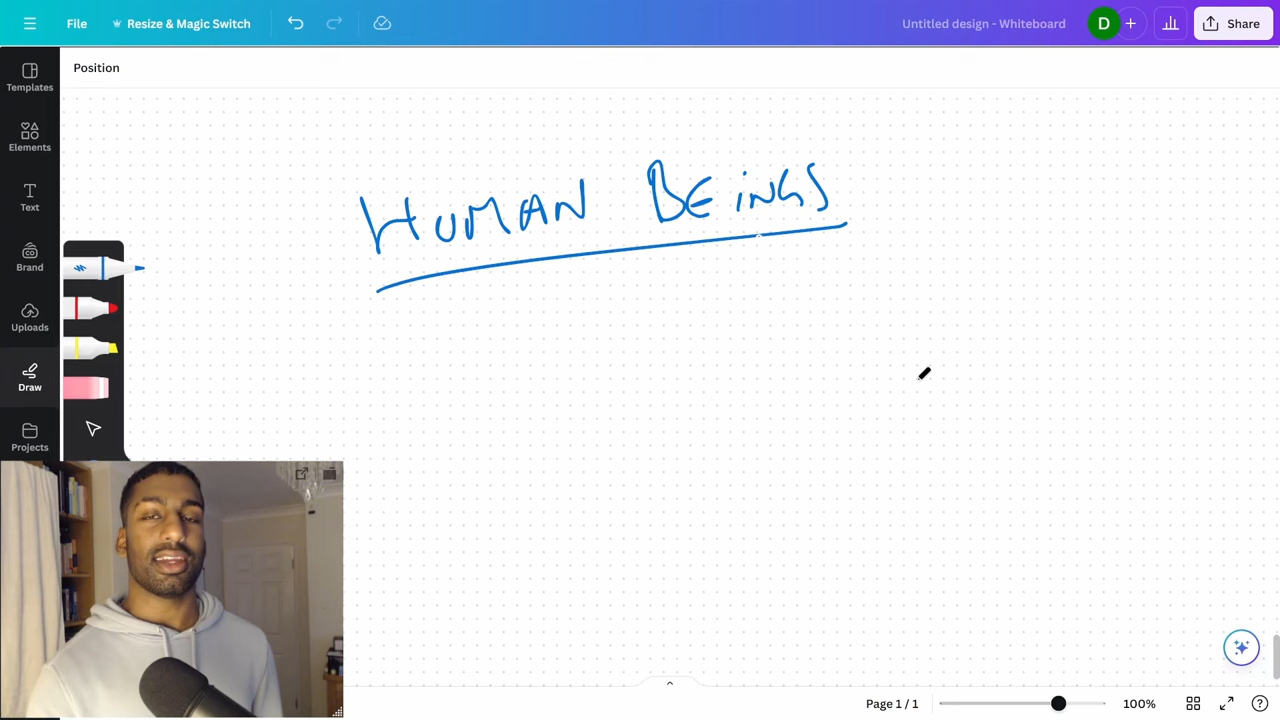 File
Resize & Magic Switch
Untitled design - Whiteboard
D
Share
Templates
Position
Elements
Text
co
Brand
Uploads
Draw
Projects
HUMAN BEiNGS
Page 1 / 1
100%